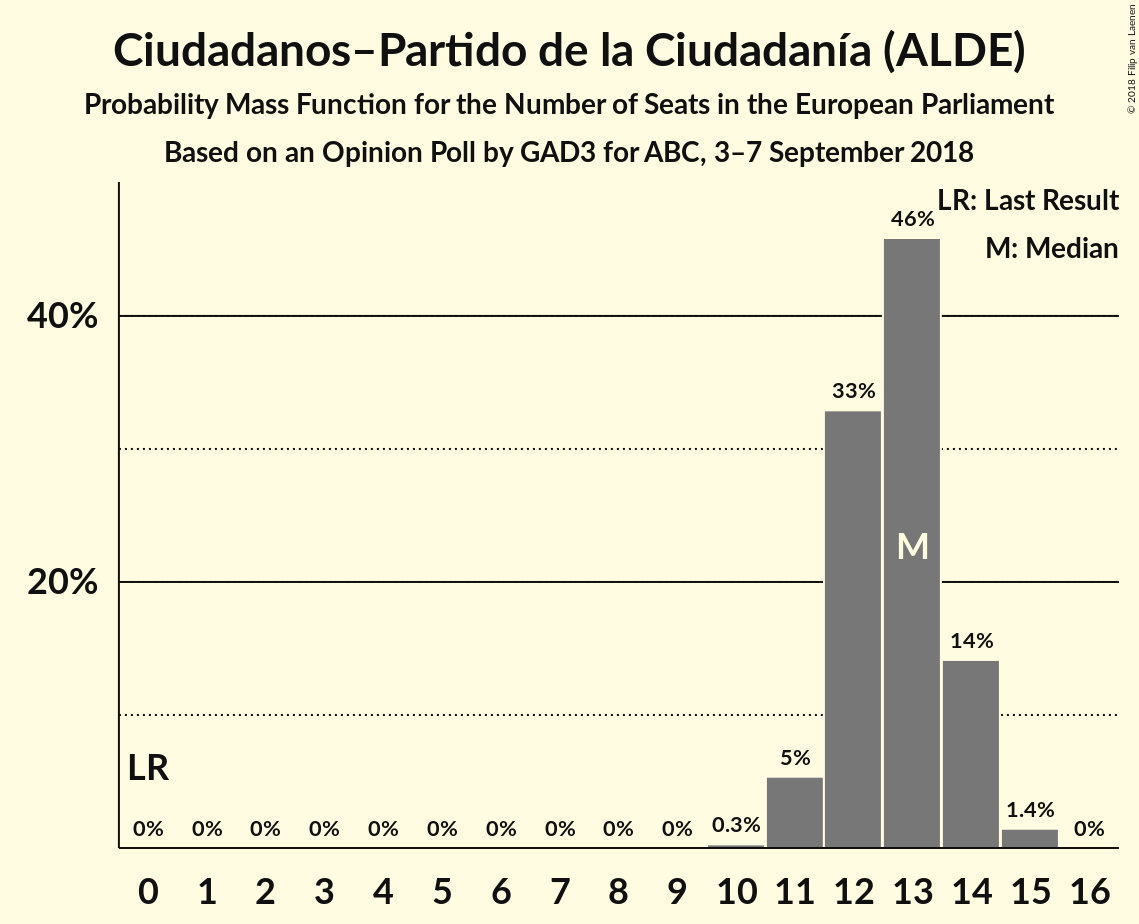 Ciudadanos–Partido de la Ciudadanía (ALDE)
Probability Mass Function for the Number of Seats in the European Parliament
Based on an Opinion Poll by GAD3 for ABC, 3–7 September 2018
© 2018 Filip van Laenen
LR: Last Result
M: Median
46%
40%
33%
M
20%
14%
LR
5%
0% 0% 0% 0% 0% 0% 0% 0% 0% 0% 0.3% 1.4% 0%
0 1 2 3 4 5 6 7 8 9 10 11 12 13 14 15 16